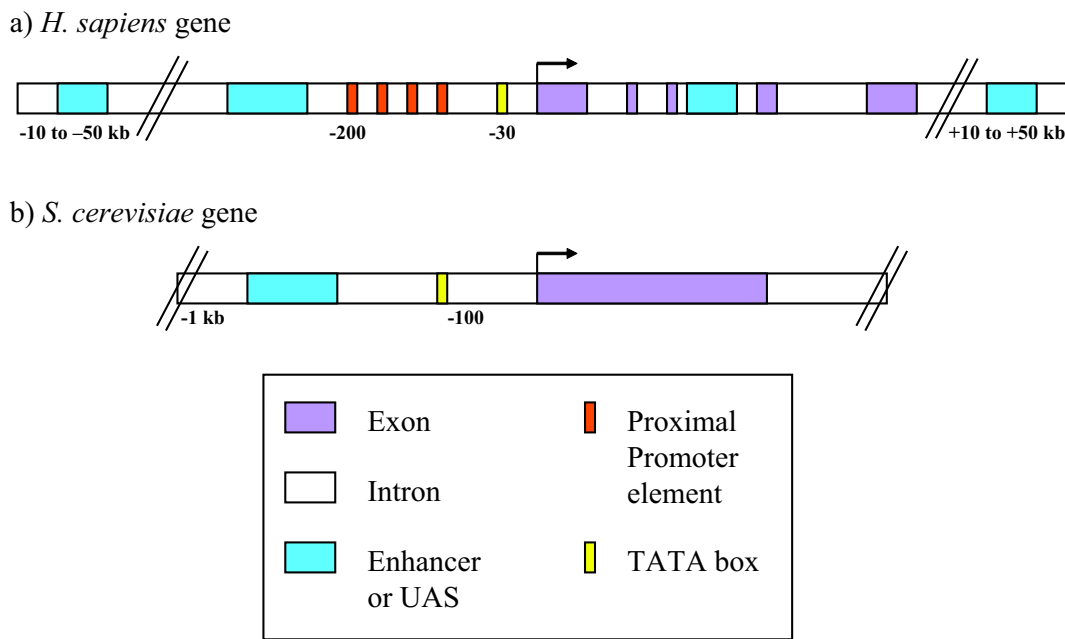 a) H. sapiens gene
-10 to –50 kb
-200
-30
+10 to +50 kb
b) S. cerevisiae gene
-1 kb
-100
Exon
Intron
Enhancer
or UAS
Proximal
Promoter
element
TATA box